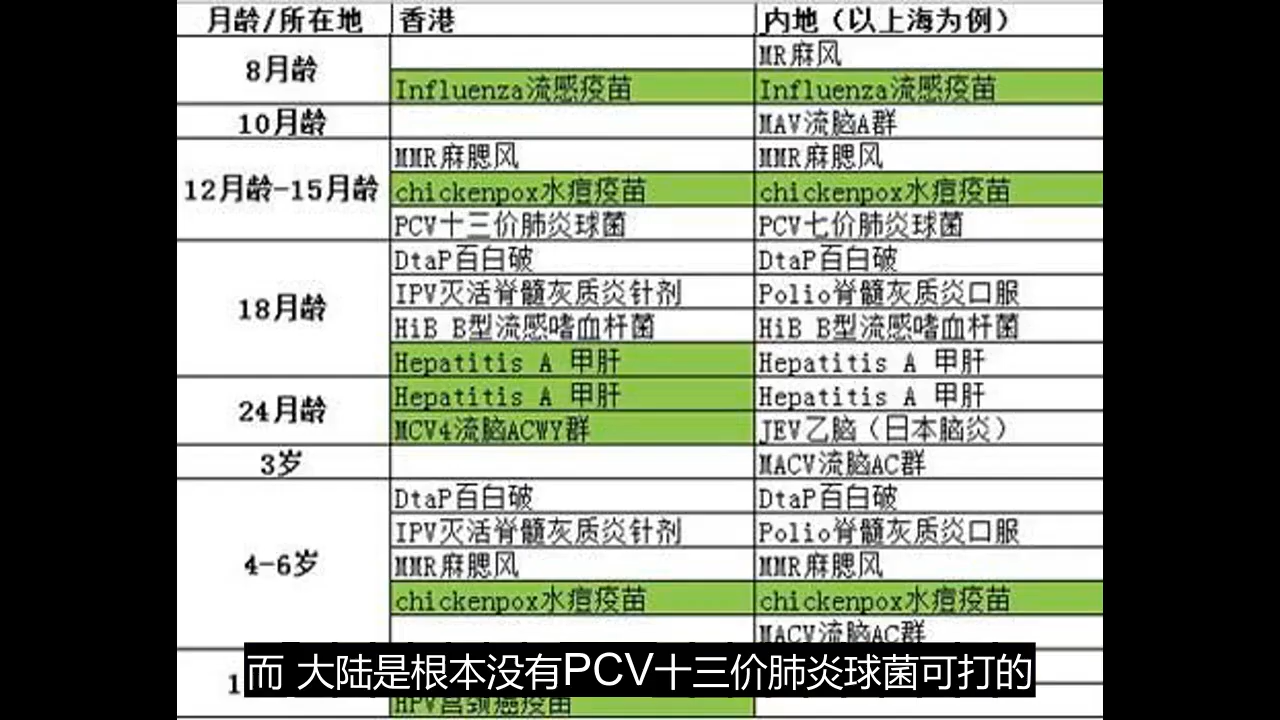 月龄/所在地 香港 内地（以上海为例）
MR麻风
8月龄
Influenza流感疫苗 Influenza流感疫苗
10月龄 MAV流脑A群
MMR麻腮风 MMR麻腮风
12月龄-15月龄 chickenpox水痘疫苗 chickenpox水痘疫苗
PCV十三价肺炎球菌 PCV七价肺炎球菌
DtaP百白破 DtaP百白破
IPV灭活脊髓灰质炎针剂 Polio脊髓灰质炎口服
18月龄
HiB B型流感嗜血杆菌 HiB B型流感嗜血杆菌
Hepatitis A 甲肝 Hepatitis A 甲肝
Hepatitis A 甲肝 Hepatitis A 甲肝
24月龄
MCV4流脑ACWY群 JEV乙脑（日本脑炎）
3岁 MACV流脑AC群
DtaP百白破 DtaP百白破
IPV灭活脊髓灰质炎针剂 Polio脊髓灰质炎口服
4-6岁 MMR麻腮风 MMR麻腮风
chickenpox水痘疫苗 chickenpox水痘疫苗
MACV流脑AC群
而 大陆是根本没有PCV十三价肺炎球菌可打的
HPV宫颈癌疫苗